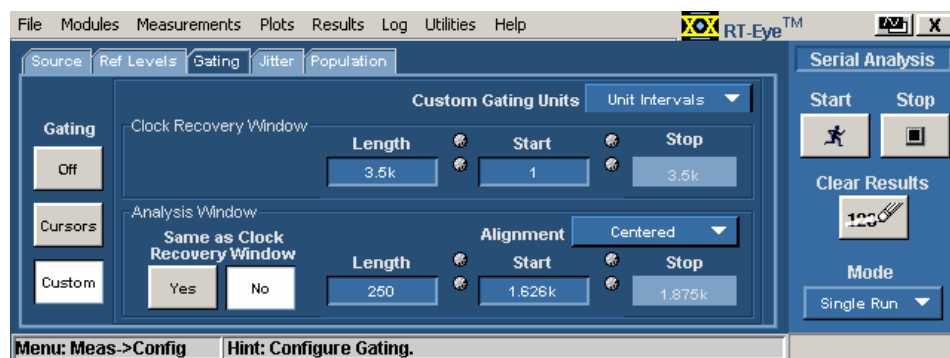 File Modules Measurements Plots Results Log Utilities Help RT-Eye™ X
Source Ref Levels Gating Jitter Population
Serial Analysis
Custom Gating Units Unit Intervals
Start Stop
Gating
Off
Cursors
Custom
Clock Recovery Window
Length Start Stop
3.5k 1 3.5k
Clear Results
123
Analysis Window
Same as Clock
Recovery Window
Yes No
Alignment Centered
Length Start Stop
250 1.626k 1.875k
Mode
Single Run
Menu: Meas->Config Hint: Configure Gating.